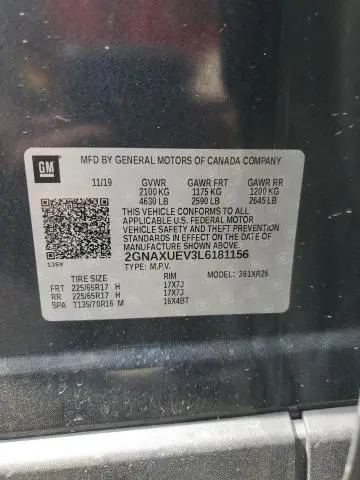 GM
MFD BY GENERAL MOTORS OF CANADA COMPANY
11/19 GVWR GAWR FRT GAWR RR
2100 KG 1175 KG 1200 KG
4630 LB 2590 LB 2645 LB
THIS VEHICLE CONFORMS TO ALL
APPLICABLE U.S. FEDERAL MOTOR
VEHICLE SAFETY, BUMPER, AND THEFT
PREVENTION STANDARDS IN EFFECT ON THE DATE OF
MANUFACTURE SHOWN ABOVE.
139X 2GNAXUEV3L6181156
TYPE: M.P.V. MODEL: 361XR26
TIRE SIZE RIM
FRT 225/65R17 H 17X7J
RR 225/65R17 H 17X7J
SPA T135/70R16 M 16X4BT